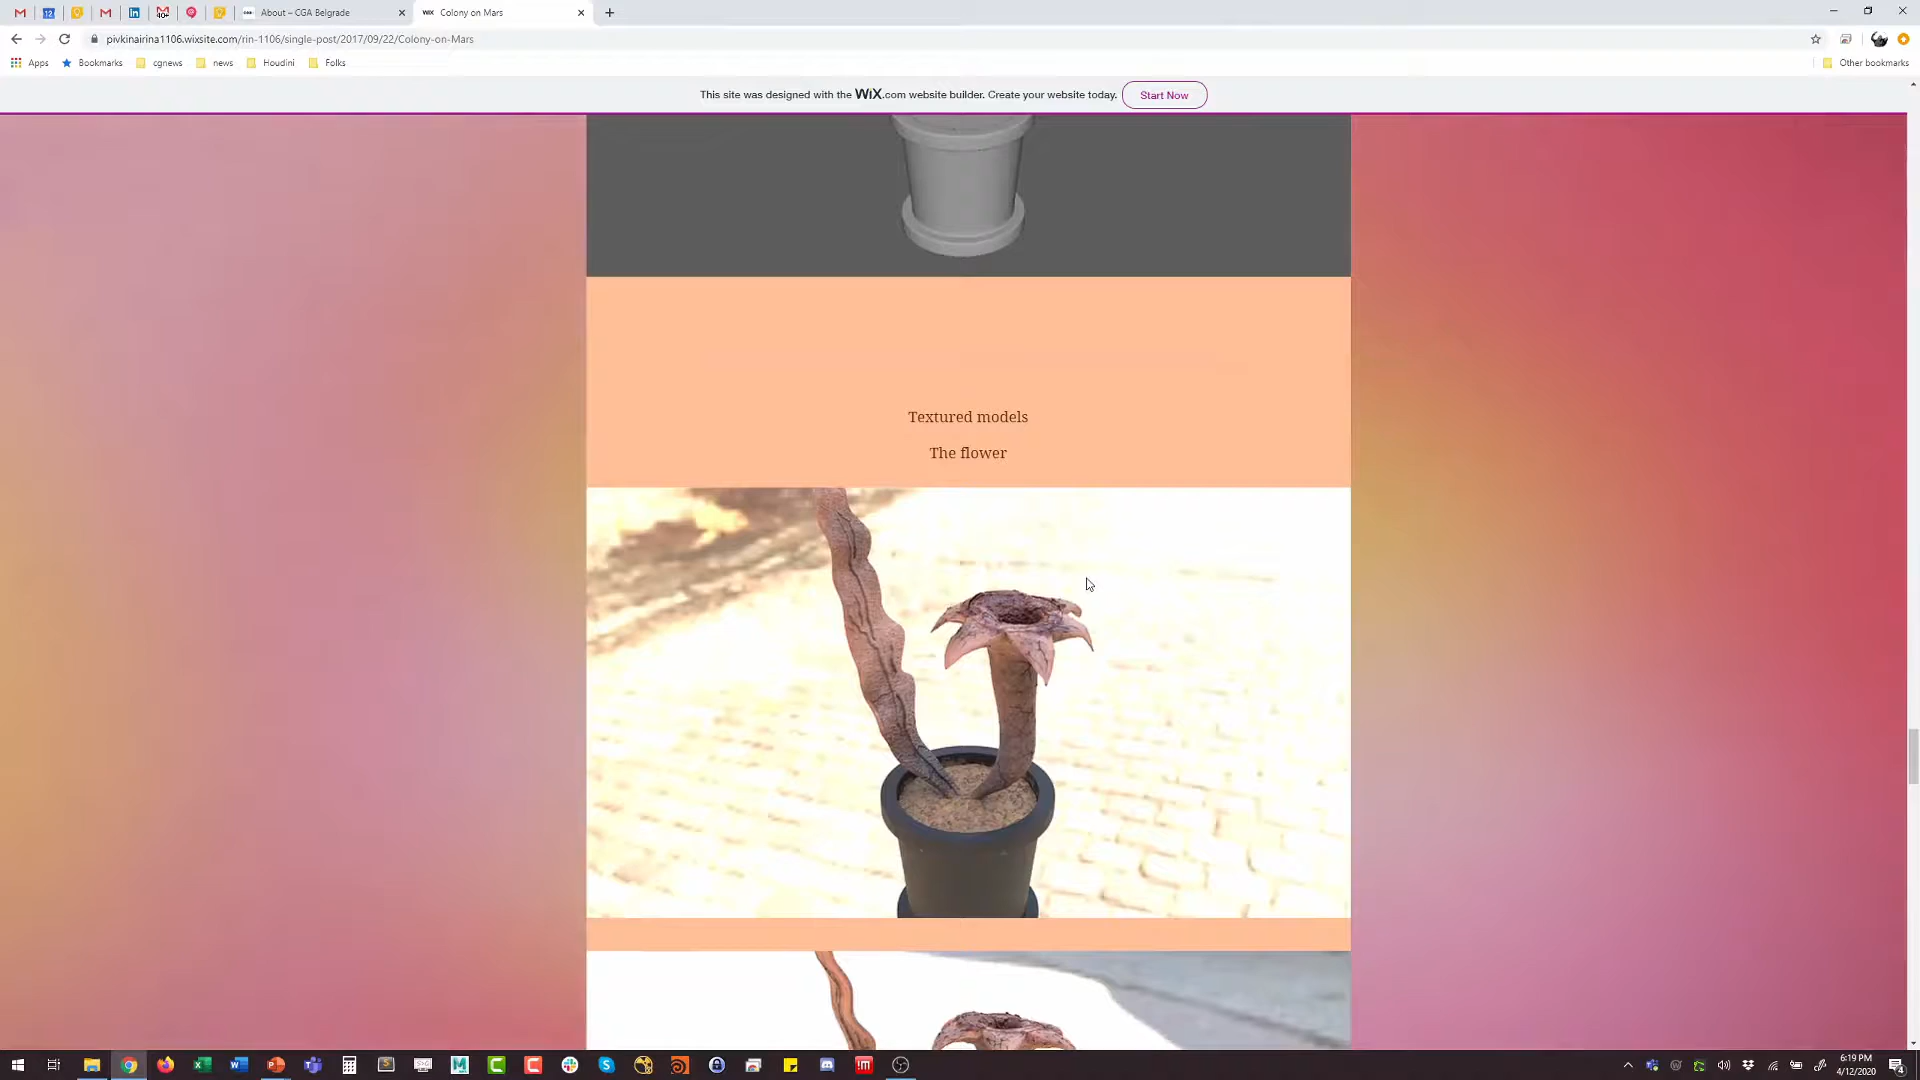 About – CGA Belgrade
WIX Colony on Mars
pivkinairina1106.wixsite.com/rin-1106/single-post/2017/09/22/Colony-on-Mars
Apps Bookmarks cgnews news Houdini Folks Other bookmarks
This site was designed with the WiX.com website builder. Create your website today. Start Now
Textured models
The flower
6:19 PM
4/12/2020